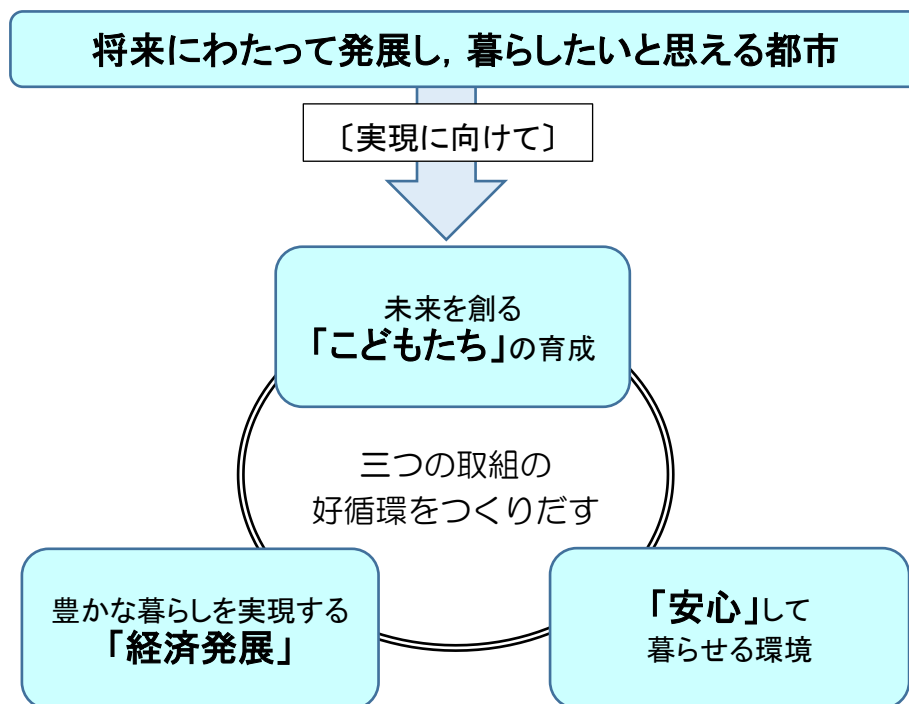 将来にわたって発展し，暮らしたいと思える都市
〔実現に向けて〕
未来を創る
「こどもたち」の育成
三つの取組の
好循環をつくりだす
豊かな暮らしを実現する
「経済発展」
「安心」して
暮らせる環境